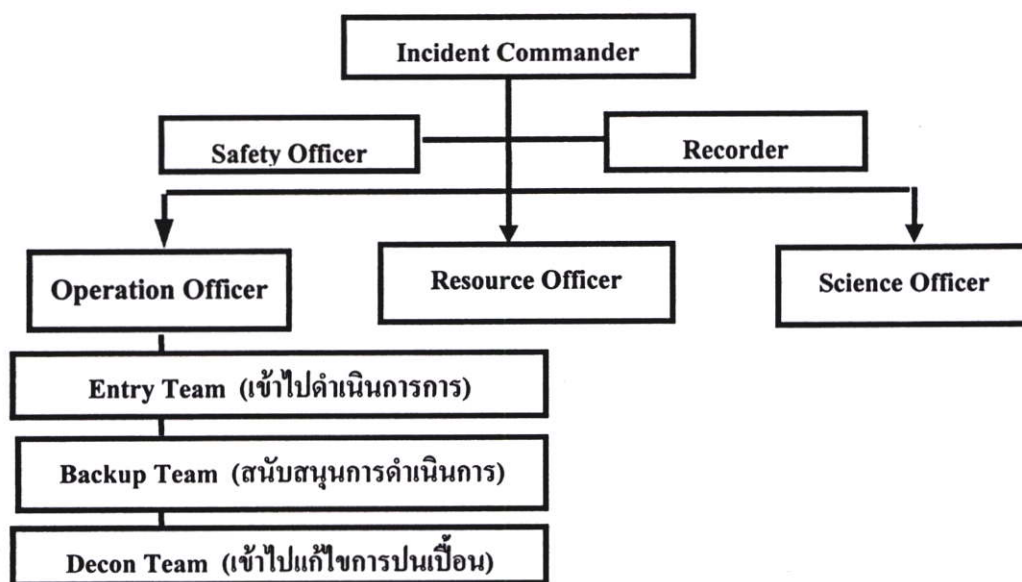 Incident Commander
Safety Officer
Recorder
Operation Officer
Resource Officer
Science Officer
Entry Team (เข้าไปดำเนินการการ)
Backup Team (สนับสนุนการดำเนินการ)
Decon Team (เข้าไปแก้ไขการปนเปื้อน)